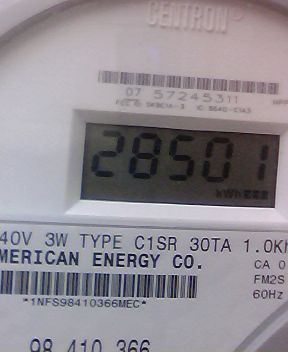 CENTRON®
07 57245311
28501
kWh
40V 3W TYPE C1SR 30TA 1.0Kh
MERICAN ENERGY CO.
CA 0
FM2S
60Hz
*1NFS98410366MEC*
98 410 366